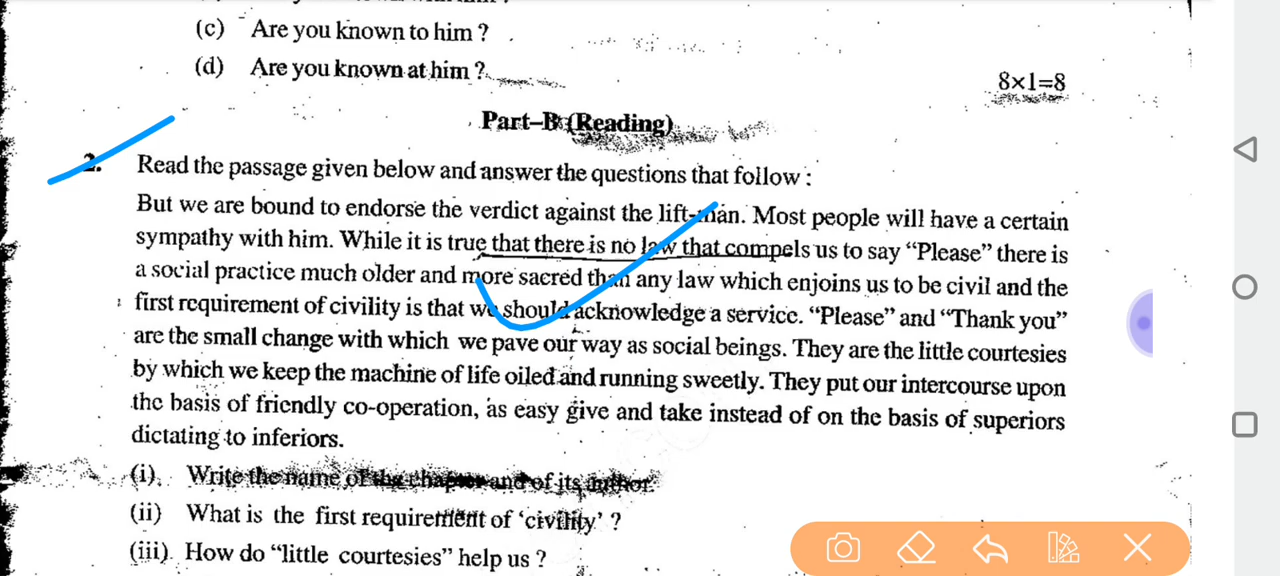 (c) Are you known to him ?
(d) Are you known at him ?
8×1=8
Part–B (Reading)
2. Read the passage given below and answer the questions that follow :
But we are bound to endorse the verdict against the lift-man. Most people will have a certain
sympathy with him. While it is true that there is no law that compels us to say “Please” there is
a social practice much older and more sacred than any law which enjoins us to be civil and the
first requirement of civility is that we should acknowledge a service. “Please” and “Thank you”
are the small change with which we pave our way as social beings. They are the little courtesies
by which we keep the machine of life oiled and running sweetly. They put our intercourse upon
the basis of friendly co-operation, as easy give and take instead of on the basis of superiors
dictating to inferiors.
(i). Write the name of the chapter and of its author.
(ii) What is the first requirement of ‘civility’ ?
(iii). How do “little courtesies” help us ?